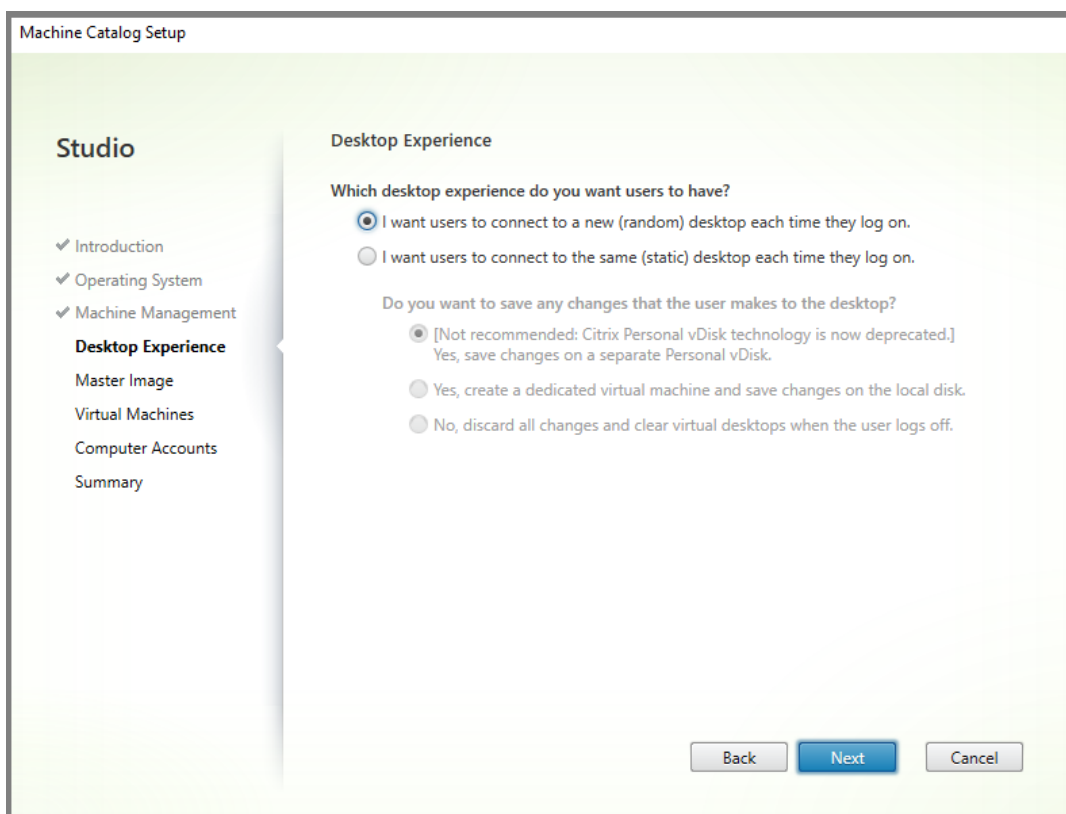 Machine Catalog Setup
Studio
Introduction
Operating System
Machine Management
Desktop Experience
Master Image
Virtual Machines
Computer Accounts
Summary
Desktop Experience
Which desktop experience do you want users to have?
I want users to connect to a new (random) desktop each time they log on.
I want users to connect to the same (static) desktop each time they log on.
Do you want to save any changes that the user makes to the desktop?
[Not recommended: Citrix Personal vDisk technology is now deprecated.]
Yes, save changes on a separate Personal vDisk.
Yes, create a dedicated virtual machine and save changes on the local disk.
No, discard all changes and clear virtual desktops when the user logs off.
Back
Next
Cancel